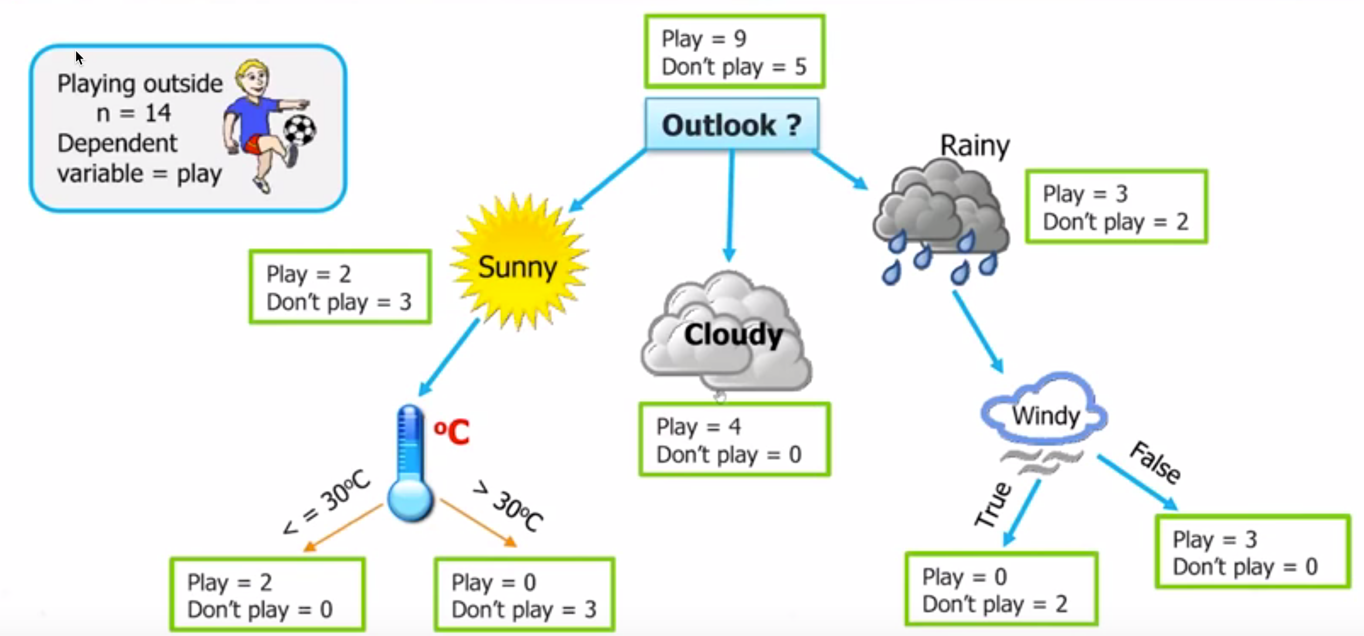 Play = 9
Don't play = 5
Playing outside
n = 14
Dependent
variable = play
Outlook ?
Rainy
Play = 3
Don't play = 2
Sunny
Play = 2
Don't play = 3
Cloudy
Play = 4
Don't play = 0
Windy
ºC
< = 30ºC
> 30ºC
True
False
Play = 2
Don't play = 0
Play = 0
Don't play = 3
Play = 0
Don't play = 2
Play = 3
Don't play = 0